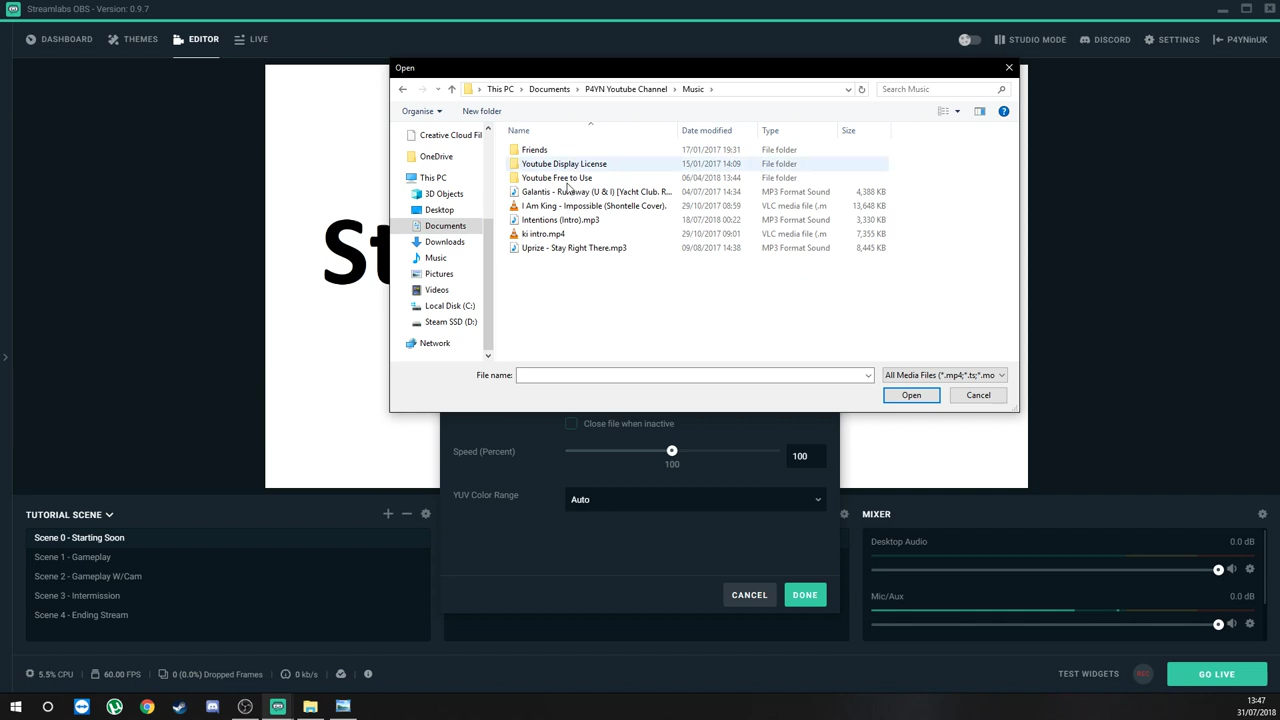 Streamlabs OBS - Version: 0.9.7
DASHBOARD THEMES EDITOR LIVE STUDIO MODE DISCORD SETTINGS P4YNinUK
Open
This PC > Documents > P4YN Youtube Channel > Music > Search Music
Organise New folder
Name Date modified Type Size
Creative Cloud Fil
OneDrive
This PC
3D Objects
Desktop
Documents
Downloads
Music
Pictures
Videos
Local Disk (C:)
Steam SSD (D:)
Network
Friends 17/01/2017 19:31 File folder
Youtube Display License 15/01/2017 14:09 File folder
Youtube Free to Use 06/04/2018 13:44 File folder
Galantis - Runaway (U & I) [Yacht Club. R... 04/07/2017 14:34 MP3 Format Sound 4,388 KB
I Am King - Impossible (Shontelle Cover). 29/10/2017 08:59 VLC media file (.m 13,648 KB
Intentions (Intro).mp3 18/07/2018 00:22 MP3 Format Sound 3,330 KB
ki intro.mp4 29/10/2017 09:01 VLC media file (.m 7,355 KB
Uprize - Stay Right There.mp3 09/08/2017 14:38 MP3 Format Sound 8,445 KB
File name: All Media Files (*.mp4;*.ts;*.mo
Open Cancel
St
Close file when inactive
Speed (Percent) 100
100
YUV Color Range Auto
CANCEL DONE
TUTORIAL SCENE
Scene 0 - Starting Soon
Scene 1 - Gameplay
Scene 2 - Gameplay W/Cam
Scene 3 - Intermission
Scene 4 - Ending Stream
MIXER
Desktop Audio 0.0 dB
Mic/Aux 0.0 dB
5.5% CPU 60.00 FPS 0 (0.0%) Dropped Frames 0 kb/s TEST WIDGETS REC GO LIVE
13:47
31/07/2018